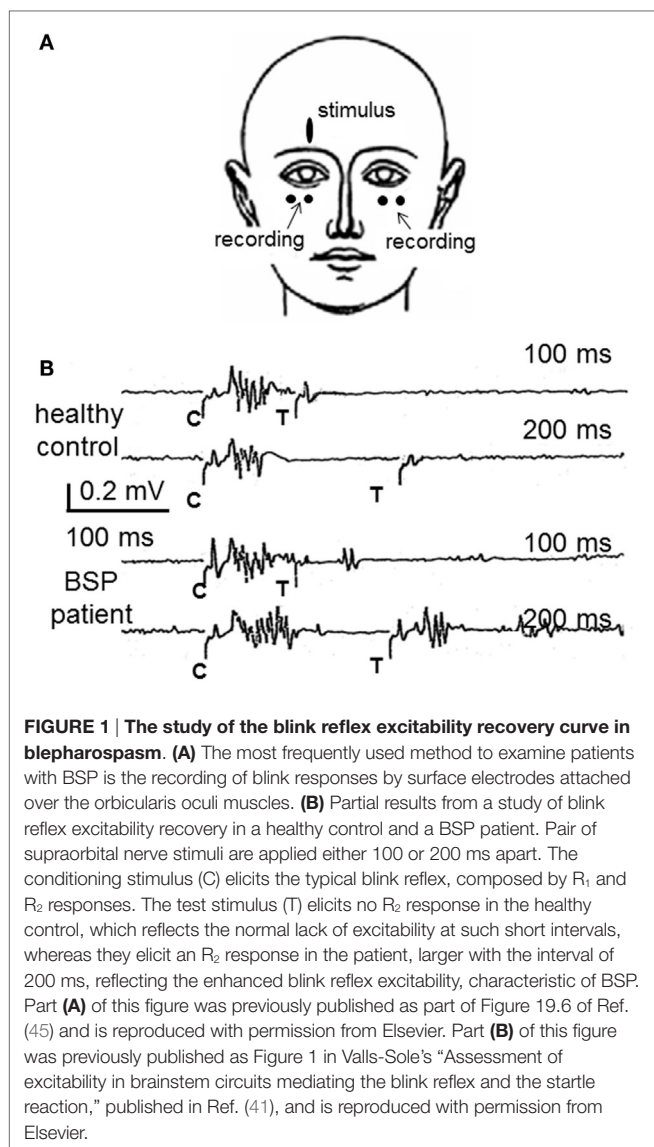 A
stimulus
recording
recording
B
100 ms
healthy
control
C
T
200 ms
C
T
0.2 mV
100 ms
100 ms
BSP
patient
C
T
200 ms
C
T
FIGURE 1 | The study of the blink reflex excitability recovery curve in
blepharospasm. (A) The most frequently used method to examine patients
with BSP is the recording of blink responses by surface electrodes attached
over the orbicularis oculi muscles. (B) Partial results from a study of blink
reflex excitability recovery in a healthy control and a BSP patient. Pair of
supraorbital nerve stimuli are applied either 100 or 200 ms apart. The
conditioning stimulus (C) elicits the typical blink reflex, composed by R₁ and
R₂ responses. The test stimulus (T) elicits no R₂ response in the healthy
control, which reflects the normal lack of excitability at such short intervals,
whereas they elicit an R₂ response in the patient, larger with the interval of
200 ms, reflecting the enhanced blink reflex excitability, characteristic of BSP.
Part (A) of this figure was previously published as part of Figure 19.6 of Ref.
(45) and is reproduced with permission from Elsevier. Part (B) of this figure
was previously published as Figure 1 in Valls-Sole's “Assessment of
excitability in brainstem circuits mediating the blink reflex and the startle
reaction,” published in Ref. (41), and is reproduced with permission from
Elsevier.